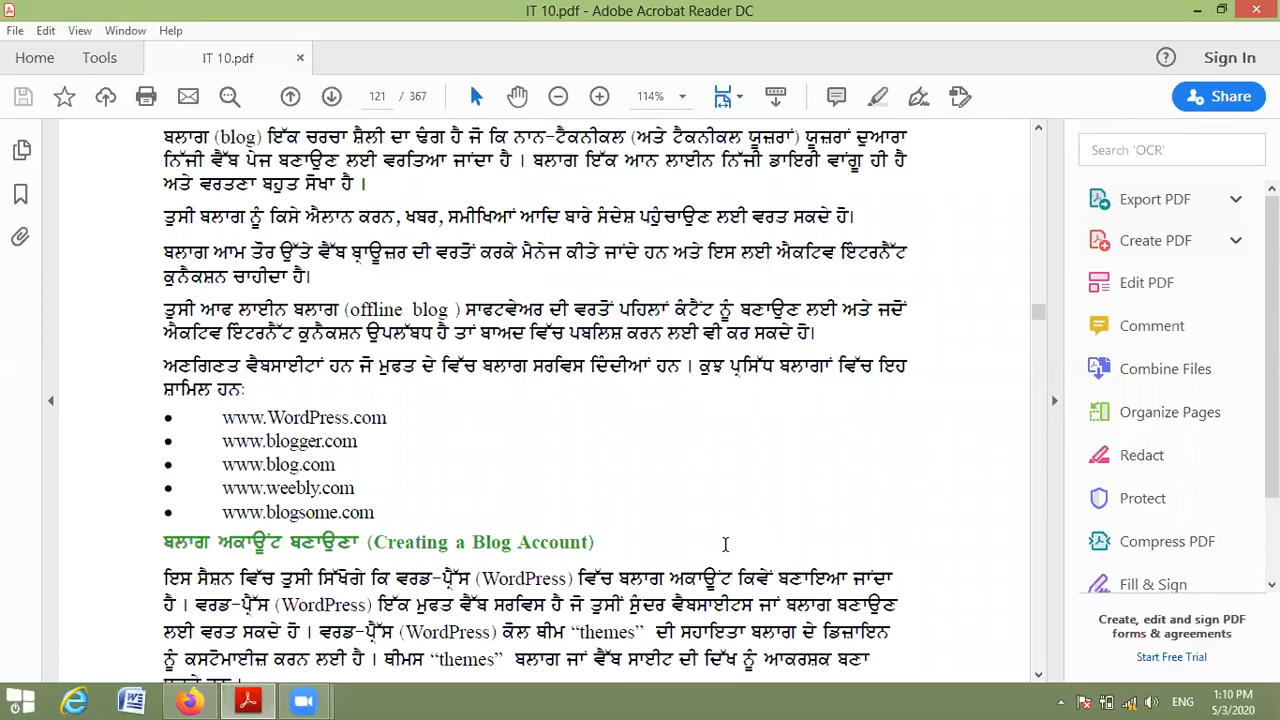 IT 10.pdf - Adobe Acrobat Reader DC
File Edit View Window Help
Home Tools IT 10.pdf × Sign In
121 / 367 114% Share
ਬਲਾਗ (blog) ਇੱਕ ਚਰਚਾ ਸ਼ੈਲੀ ਦਾ ਢੰਗ ਹੈ ਜੋ ਕਿ ਨਾਨ-ਟੈਕਨੀਕਲ (ਅਤੇ ਟੈਕਨੀਕਲ ਯੂਜ਼ਰਾਂ) ਯੂਜ਼ਰਾਂ ਦੁਆਰਾ
ਨਿੱਜੀ ਵੈੱਬ ਪੇਜ ਬਣਾਉਣ ਲਈ ਵਰਤਿਆ ਜਾਂਦਾ ਹੈ । ਬਲਾਗ ਇੱਕ ਆਨ ਲਾਈਨ ਨਿੱਜੀ ਡਾਇਰੀ ਵਾਂਗੂ ਹੀ ਹੈ
ਅਤੇ ਵਰਤਣਾ ਬਹੁਤ ਸੋਖਾ ਹੈ ।
ਤੁਸੀ ਬਲਾਗ ਨੂੰ ਕਿਸੇ ਐਲਾਨ ਕਰਨ, ਖਬਰ, ਸਮੀਖਿਆਂ ਆਦਿ ਬਾਰੇ ਸੰਦੇਸ਼ ਪਹੁੰਚਾਉਣ ਲਈ ਵਰਤ ਸਕਦੇ ਹੋ।
ਬਲਾਗ ਆਮ ਤੌਰ ਉੱਤੇ ਵੈੱਬ ਬ੍ਰਾਊਜ਼ਰ ਦੀ ਵਰਤੋਂ ਕਰਕੇ ਮੈਨੇਜ ਕੀਤੇ ਜਾਂਦੇ ਹਨ ਅਤੇ ਇਸ ਲਈ ਐਕਟਿਵ ਇੰਟਰਨੈੱਟ
ਕੁਨੈਕਸ਼ਨ ਚਾਹੀਦਾ ਹੈ।
ਤੁਸੀ ਆਫ ਲਾਈਨ ਬਲਾਗ (offline blog ) ਸਾਫਟਵੇਅਰ ਦੀ ਵਰਤੋਂ ਪਹਿਲਾਂ ਕੰਟੈਂਟ ਨੂੰ ਬਣਾਉਣ ਲਈ ਅਤੇ ਜਦੋਂ
ਐਕਟਿਵ ਇੰਟਰਨੈੱਟ ਕੁਨੈਕਸ਼ਨ ਉਪਲੱਬਧ ਹੈ ਤਾਂ ਬਾਅਦ ਵਿੱਚ ਪਬਲਿਸ਼ ਕਰਨ ਲਈ ਵੀ ਕਰ ਸਕਦੇ ਹੋ।
ਅਣਗਿਣਤ ਵੈਬਸਾਈਟਾਂ ਹਨ ਜੋ ਮੁਫਤ ਦੇ ਵਿੱਚ ਬਲਾਗ ਸਰਵਿਸ ਦਿੰਦੀਆਂ ਹਨ । ਕੁਝ ਪ੍ਰਸਿੱਧ ਬਲਾਗਾਂ ਵਿੱਚ ਇਹ
ਸ਼ਾਮਿਲ ਹਨ:
• www.WordPress.com
• www.blogger.com
• www.blog.com
• www.weebly.com
• www.blogsome.com
ਬਲਾਗ ਅਕਾਊਂਟ ਬਣਾਉਣਾ (Creating a Blog Account)
ਇਸ ਸੈਸ਼ਨ ਵਿੱਚ ਤੁਸੀ ਸਿੱਖੋਗੇ ਕਿ ਵਰਡ-ਪ੍ਰੈੱਸ (WordPress) ਵਿੱਚ ਬਲਾਗ ਅਕਾਊਂਟ ਕਿਵੇਂ ਬਣਾਇਆ ਜਾਂਦਾ
ਹੈ । ਵਰਡ-ਪ੍ਰੈੱਸ (WordPress) ਇੱਕ ਮੁਫਤ ਵੈੱਬ ਸਰਵਿਸ ਹੈ ਜੋ ਤੁਸੀਂ ਸੁੰਦਰ ਵੈਬਸਾਈਟਸ ਜਾਂ ਬਲਾਗ ਬਣਾਉਣ
ਲਈ ਵਰਤ ਸਕਦੇ ਹੋ । ਵਰਡ-ਪ੍ਰੈੱਸ (WordPress) ਕੋਲ ਥੀਮ “themes” ਦੀ ਸਹਾਇਤਾ ਬਲਾਗ ਦੇ ਡਿਜ਼ਾਇਨ
ਨੂੰ ਕਸਟੋਮਾਈਜ਼ ਕਰਨ ਲਈ ਹੈ । ਥੀਮਸ “themes” ਬਲਾਗ ਜਾਂ ਵੈੱਬ ਸਾਈਟ ਦੀ ਦਿੱਖ ਨੂੰ ਆਕਰਸ਼ਕ ਬਣਾ
Search 'OCR'
Export PDF
Create PDF
Edit PDF
Comment
Combine Files
Organize Pages
Redact
Protect
Compress PDF
Fill & Sign
Create, edit and sign PDF
forms & agreements
Start Free Trial
ENG 1:10 PM
5/3/2020